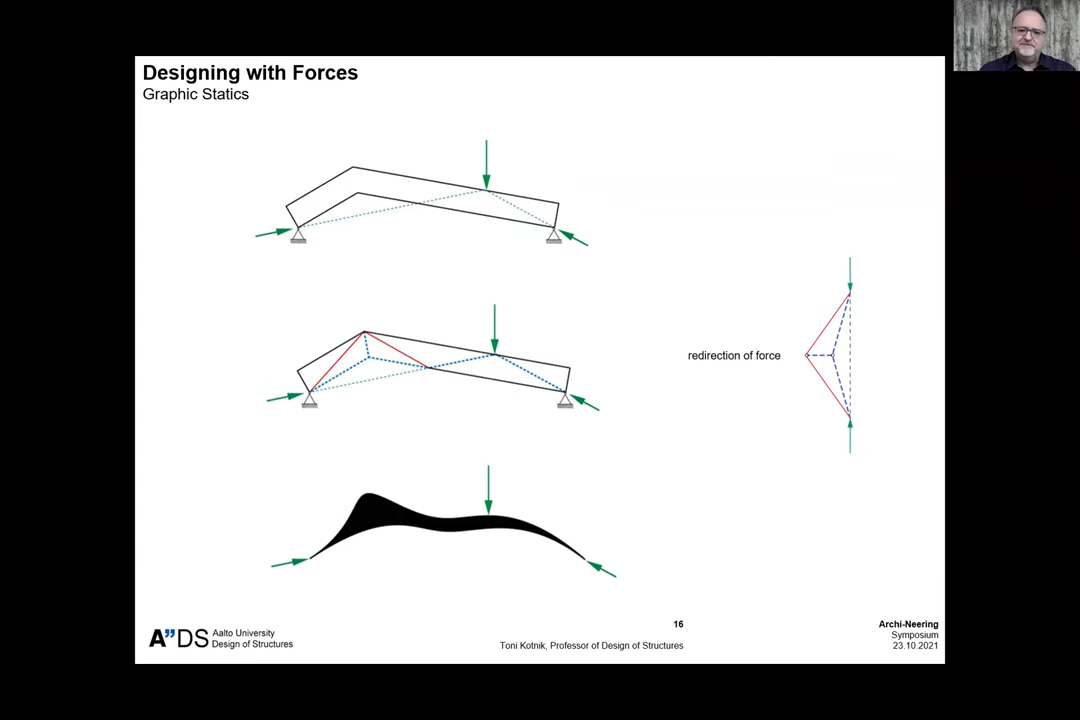 Designing with Forces
Graphic Statics
redirection of force
A”DS
Aalto University
Design of Structures
16
Toni Kotnik, Professor of Design of Structures
Archi-Neering
Symposium
23.10.2021